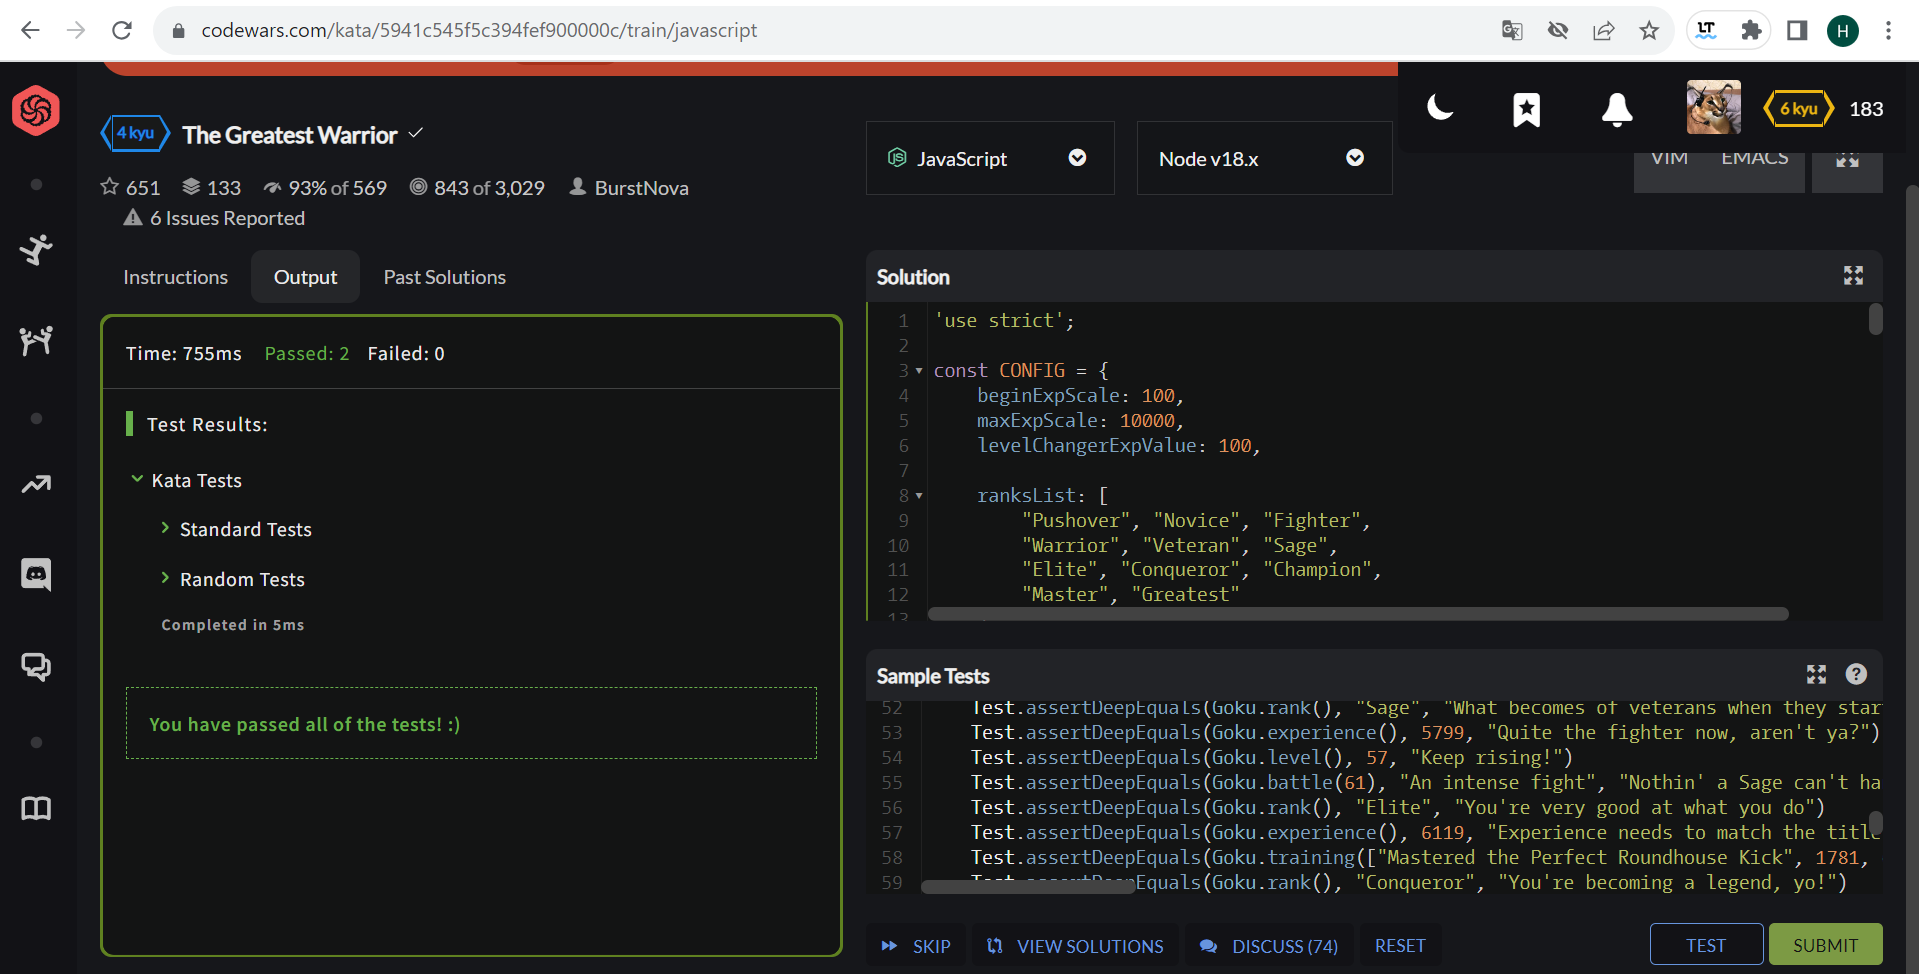 codewars.com/kata/5941c545f5c394fef900000c/train/javascript
LT
H
4 kyu
The Greatest Warrior
6 kyu
183
JavaScript
Node v18.x
VIM
EMACS
651
133
93% of 569
843 of 3,029
BurstNova
6 Issues Reported
Instructions
Output
Past Solutions
Time: 755ms
Passed: 2
Failed: 0
Test Results:
Kata Tests
Standard Tests
Random Tests
Completed in 5ms
You have passed all of the tests! :)
Solution
1 'use strict';
2
3 const CONFIG = {
4 beginExpScale: 100,
5 maxExpScale: 10000,
6 levelChangerExpValue: 100,
7
8 ranksList: [
9 "Pushover", "Novice", "Fighter",
10 "Warrior", "Veteran", "Sage",
11 "Elite", "Conqueror", "Champion",
12 "Master", "Greatest"
13
Sample Tests
52 Test.assertDeepEquals(Goku.rank(), "Sage", "What becomes of veterans when they star
53 Test.assertDeepEquals(Goku.experience(), 5799, "Quite the fighter now, aren't ya?")
54 Test.assertDeepEquals(Goku.level(), 57, "Keep rising!")
55 Test.assertDeepEquals(Goku.battle(61), "An intense fight", "Nothin' a Sage can't ha
56 Test.assertDeepEquals(Goku.rank(), "Elite", "You're very good at what you do")
57 Test.assertDeepEquals(Goku.experience(), 6119, "Experience needs to match the title
58 Test.assertDeepEquals(Goku.training(["Mastered the Perfect Roundhouse Kick", 1781,
59 Test.assertDeepEquals(Goku.rank(), "Conqueror", "You're becoming a legend, yo!")
SKIP
VIEW SOLUTIONS
DISCUSS (74)
RESET
TEST
SUBMIT